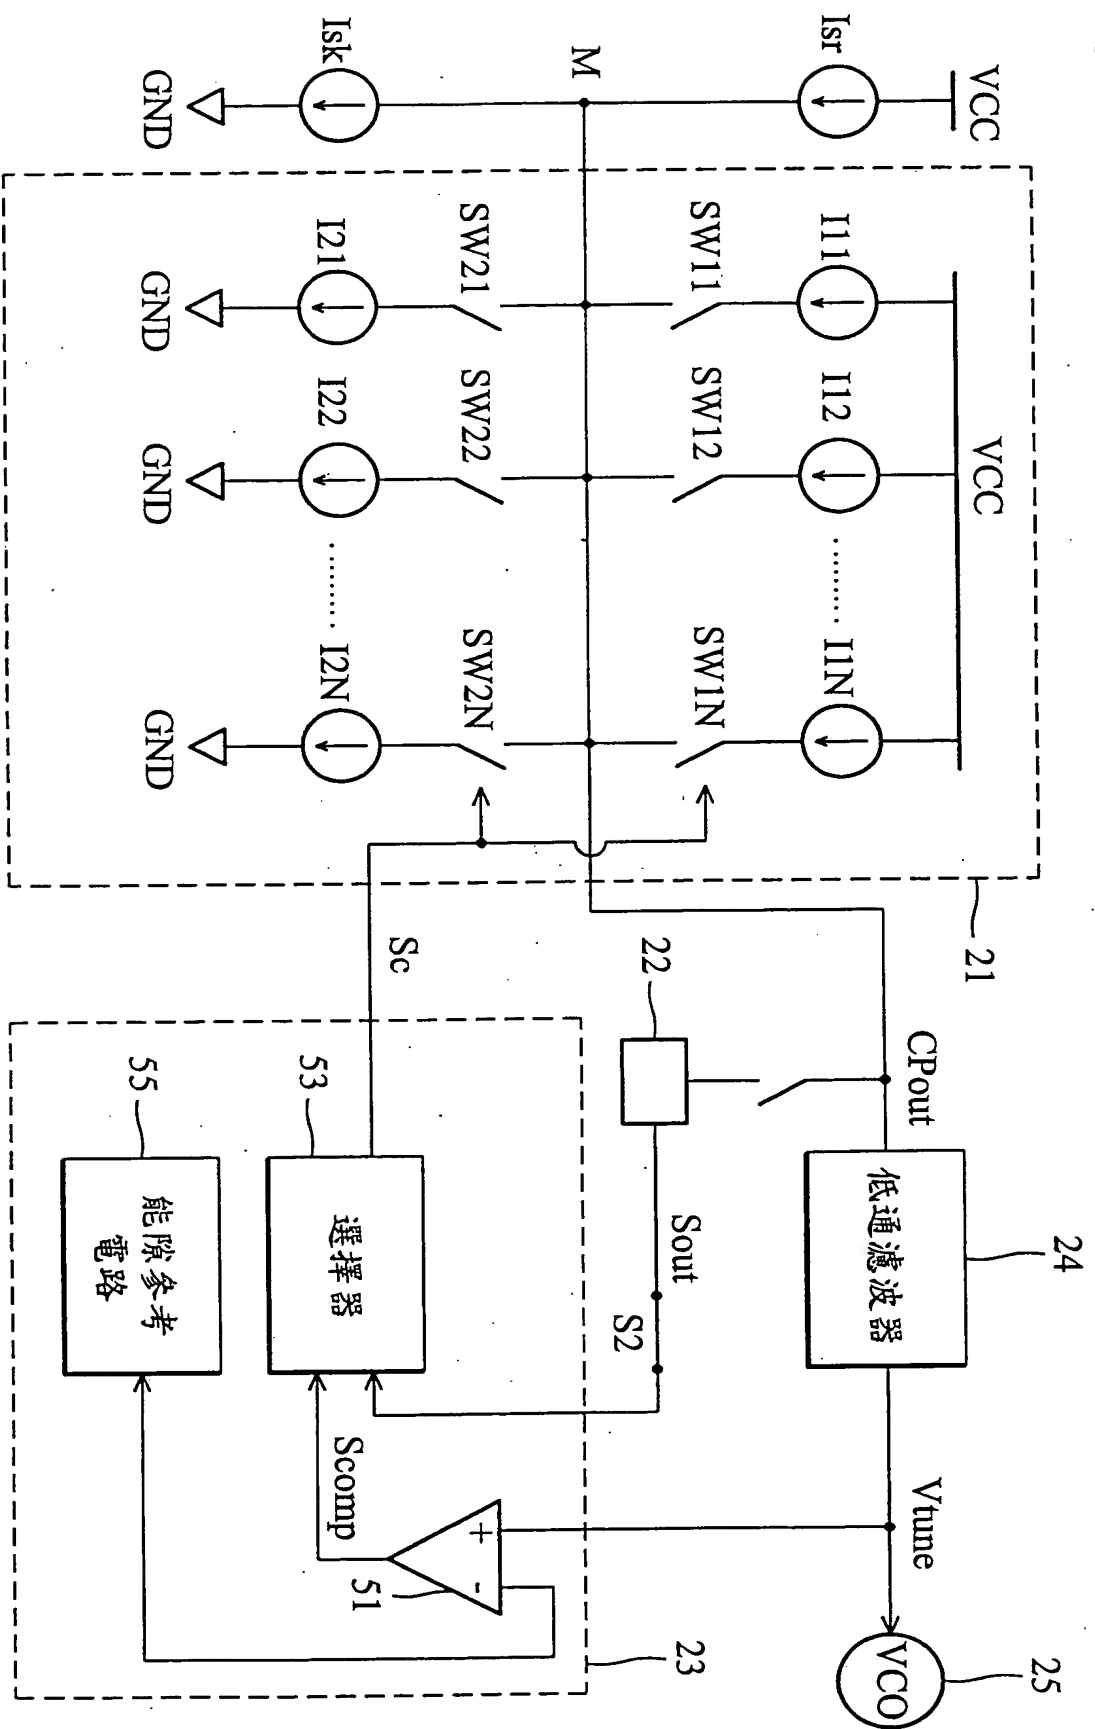 VCC
Isr
M
Isk
GND
VCC
I11
I12
I1N
SW11
SW12
SW1N
SW21
SW22
SW2N
I21
I22
I2N
GND
GND
GND
21
Sc
CPout
22
Sout
S2
低通濾波器
24
Vtune
VCO
25
23
53
選擇器
Scomp
+
-
51
55
能隙參考
電路